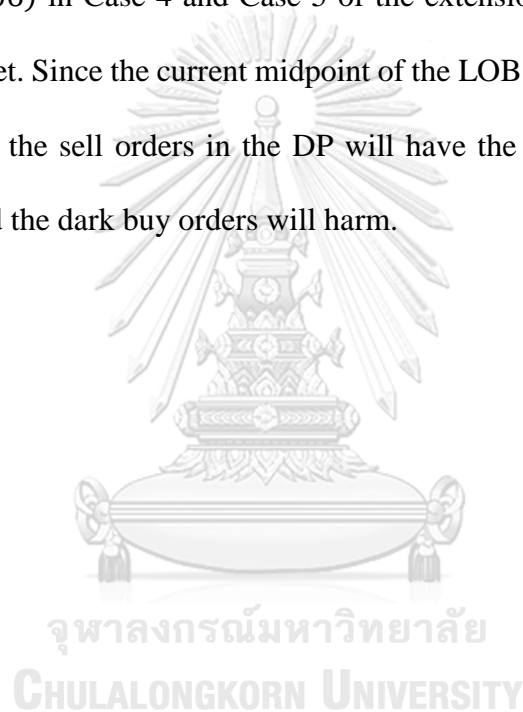 in Case 4 and Case 5 of the extension
et. Since the current midpoint of the LOB
the sell orders in the DP will have the
the dark buy orders will harm.
จุฬาลงกรณ์มหาวิทยาลัย
CHULALONGKORN UNIVERSITY